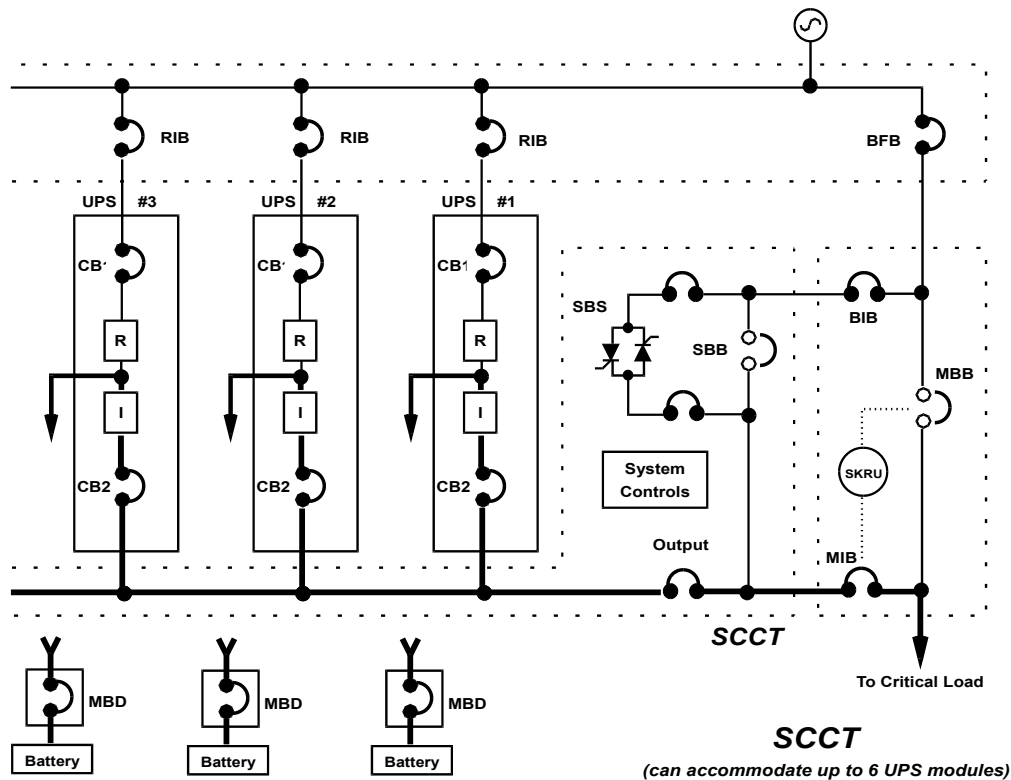 RIB RIB RIB BFB
UPS #3 UPS #2 UPS #1
CB1 CB1 CB1
SBS
R R R
SBB
BIB
MBB
I I I
System
Controls
SKRU
CB2 CB2 CB2
Output
MIB
SCCT
MBD MBD MBD
To Critical Load
Battery Battery Battery
SCCT
(can accommodate up to 6 UPS modules)